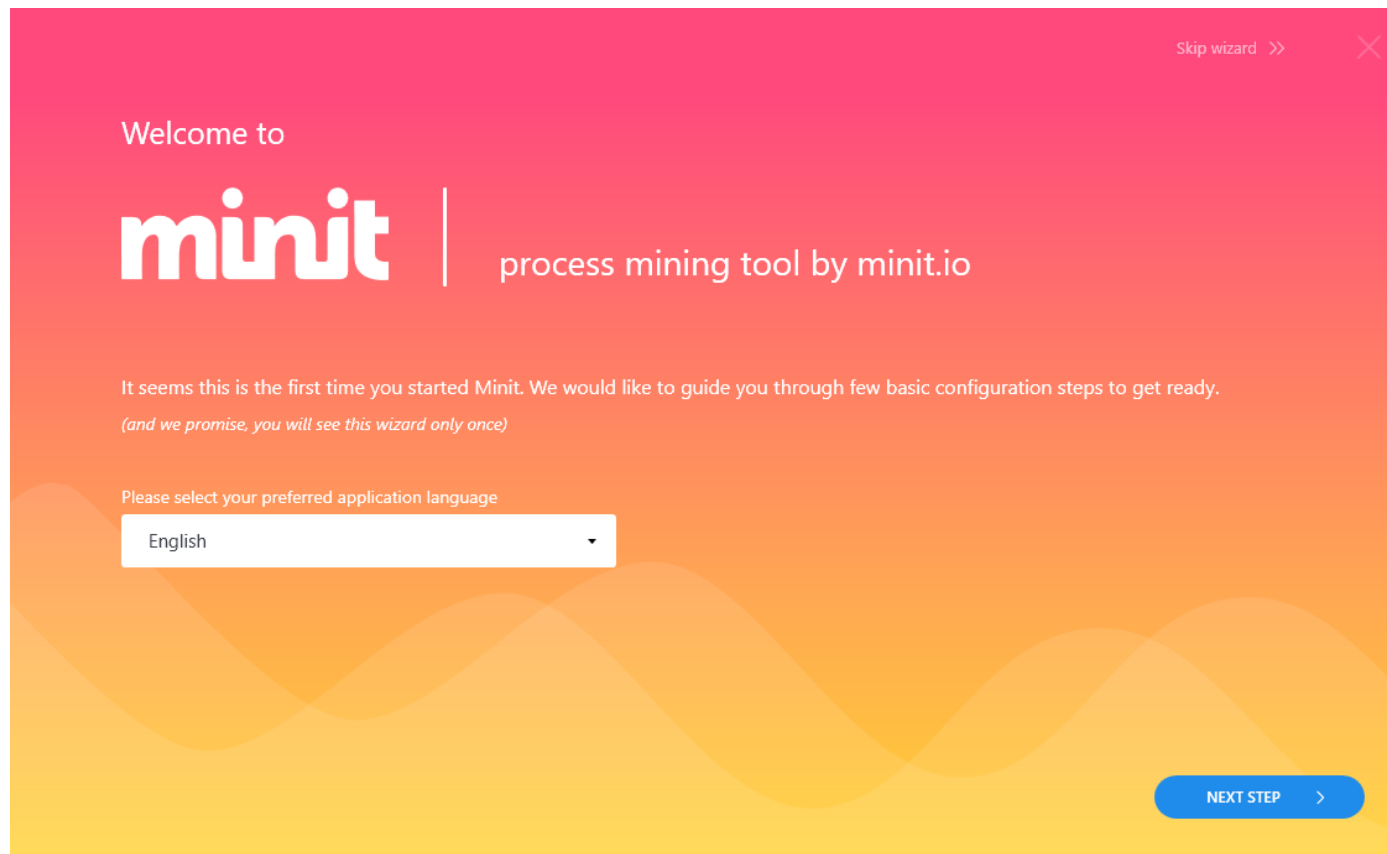 Skip wizard
Welcome to
minit
process mining tool by minit.io
It seems this is the first time you started Minit. We would like to guide you through few basic configuration steps to get ready.
(and we promise, you will see this wizard only once)
Please select your preferred application language
English
NEXT STEP